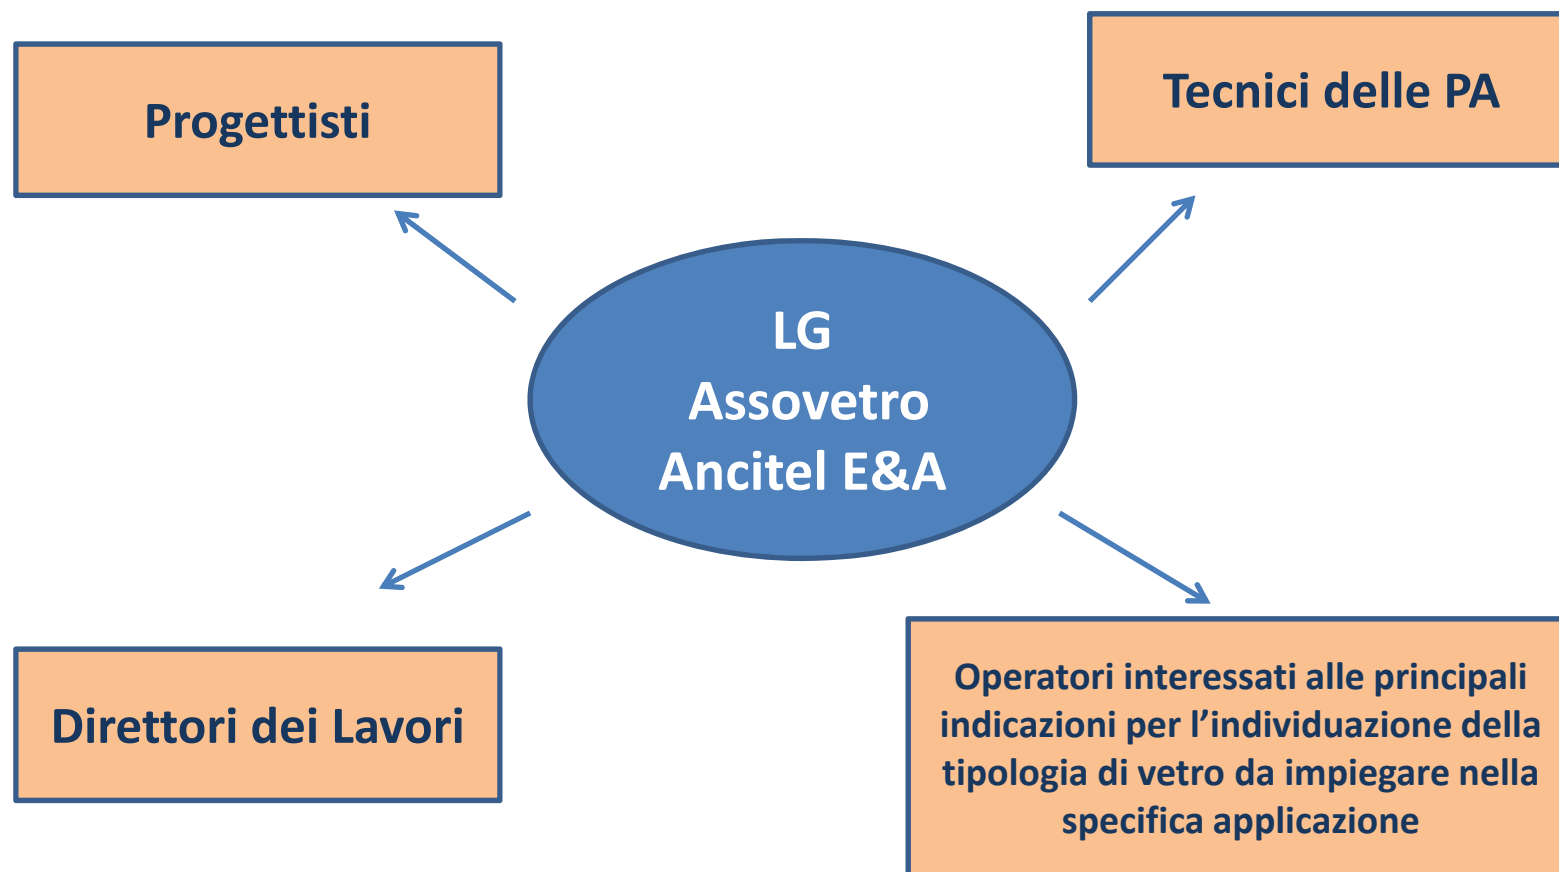 Progettisti
Tecnici delle PA
LG
Assovetro
Ancitel E&A
Direttori dei Lavori
Operatori interessati alle principali
indicazioni per l’individuazione della
tipologia di vetro da impiegare nella
specifica applicazione